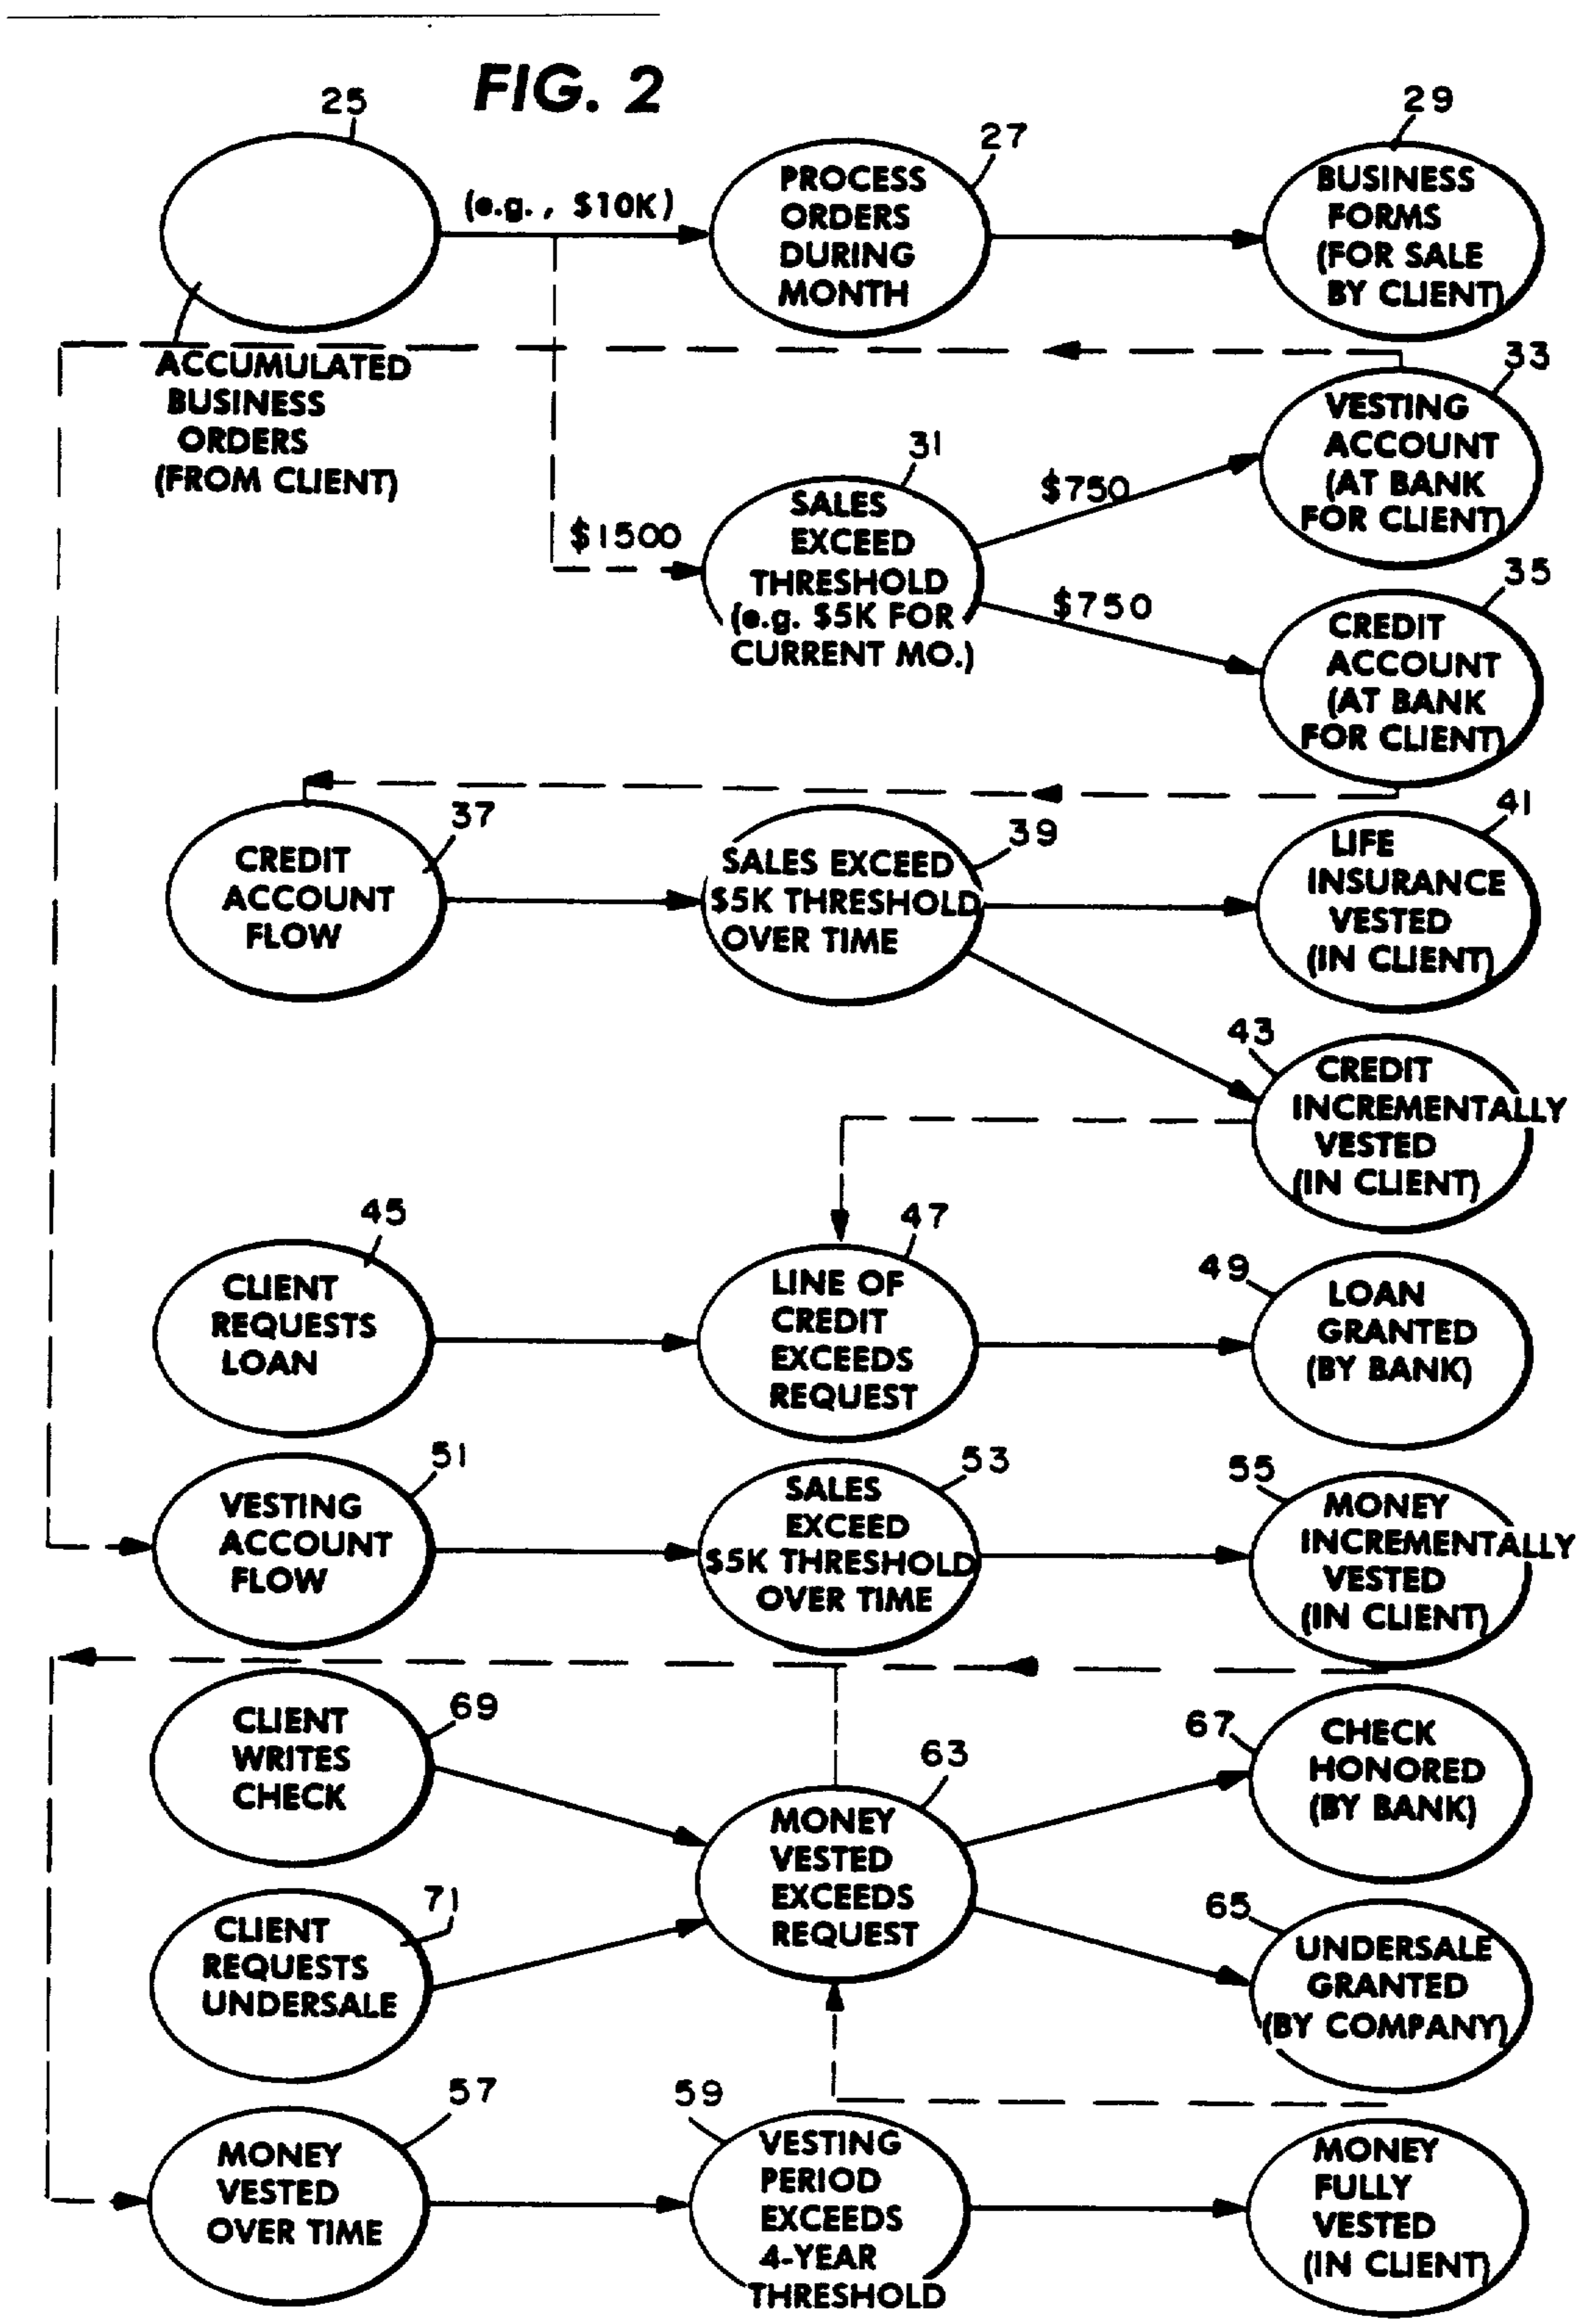 FIG. 2
25
(e.g., $10K)
27
PROCESS
ORDERS
DURING
MONTH
29
BUSINESS
FORMS
(FOR SALE
BY CLIENT)
ACCUMULATED
BUSINESS
ORDERS
(FROM CLIENT)
$1500
31
SALES
EXCEED
THRESHOLD
(e.g. $5K FOR
CURRENT MO.)
$750
33
VESTING
ACCOUNT
(AT BANK
FOR CLIENT)
$750
35
CREDIT
ACCOUNT
(AT BANK
FOR CLIENT)
37
CREDIT
ACCOUNT
FLOW
39
SALES EXCEED
$5K THRESHOLD
OVER TIME
41
LIFE
INSURANCE
VESTED
(IN CLIENT)
43
CREDIT
INCREMENTALLY
VESTED
(IN CLIENT)
45
CLIENT
REQUESTS
LOAN
47
LINE OF
CREDIT
EXCEEDS
REQUEST
49
LOAN
GRANTED
(BY BANK)
51
VESTING
ACCOUNT
FLOW
53
SALES
EXCEED
$5K THRESHOLD
OVER TIME
55
MONEY
INCREMENTALLY
VESTED
(IN CLIENT)
69
CLIENT
WRITES
CHECK
63
MONEY
VESTED
EXCEEDS
REQUEST
67
CHECK
HONORED
(BY BANK)
71
CLIENT
REQUESTS
UNDERSALE
65
UNDERSALE
GRANTED
(BY COMPANY)
57
MONEY
VESTED
OVER TIME
59
VESTING
PERIOD
EXCEEDS
4-YEAR
THRESHOLD
MONEY
FULLY
VESTED
(IN CLIENT)